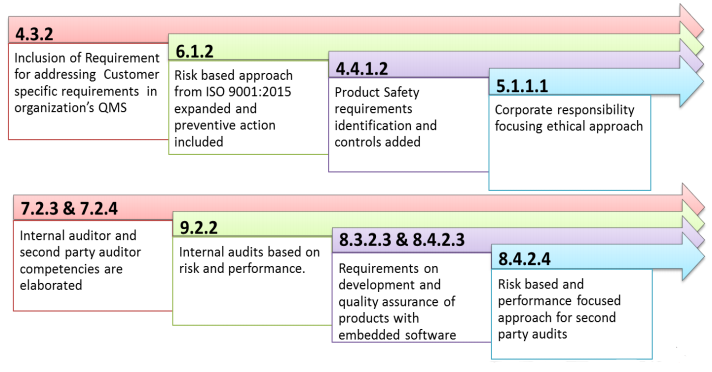 4.3.2
Inclusion of Requirement
for addressing Customer
specific requirements in
organization's QMS
6.1.2
Risk based approach
from ISO 9001:2015
expanded and
preventive action
included
4.4.1.2
Product Safety
requirements
identification and
controls added
5.1.1.1
Corporate responsibility
focusing ethical approach
7.2.3 & 7.2.4
Internal auditor and
second party auditor
competencies are
elaborated
9.2.2
Internal audits based on
risk and performance.
8.3.2.3 & 8.4.2.3
Requirements on
development and
quality assurance of
products with
embedded software
8.4.2.4
Risk based and
performance focused
approach for second
party audits